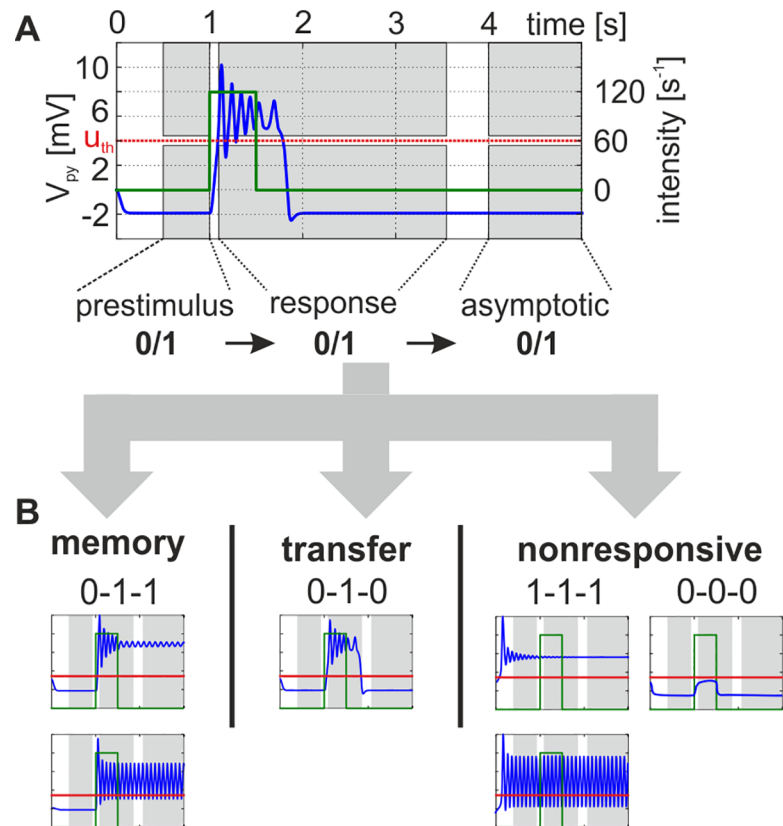 A
0 1 2 3 4 time [s]
10
6
u_th
2
-2
V_py [mV]
120
60
0
intensity [s⁻¹]
prestimulus response asymptotic
0/1 → 0/1 → 0/1
B
memory transfer nonresponsive
0-1-1 0-1-0 1-1-1 0-0-0